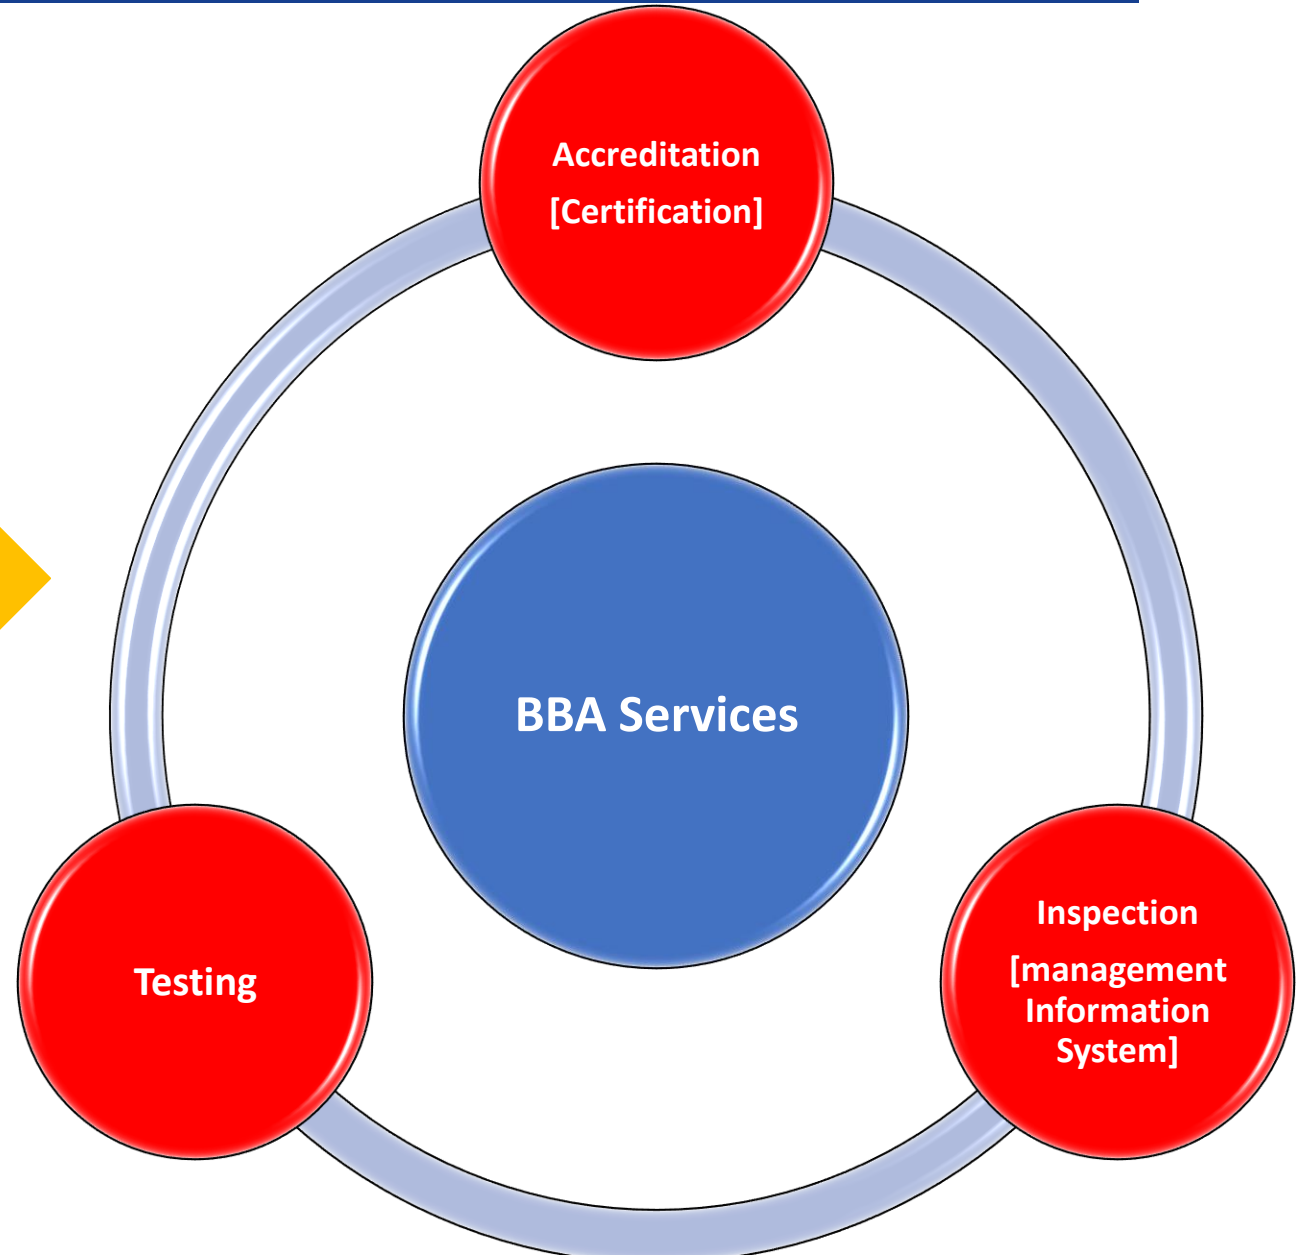 Accreditation
[Certification]
BBA Services
Testing
Inspection
[management
Information
System]